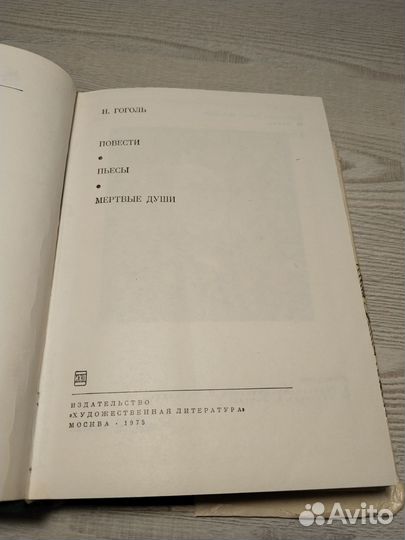 Н. ГОГОЛЬ
ПОВЕСТИ
ПЬЕСЫ
МЕРТВЫЕ ДУШИ
ИЗДАТЕЛЬСТВО
«ХУДОЖЕСТВЕННАЯ ЛИТЕРАТУРА»
МОСКВА · 1975
Avito